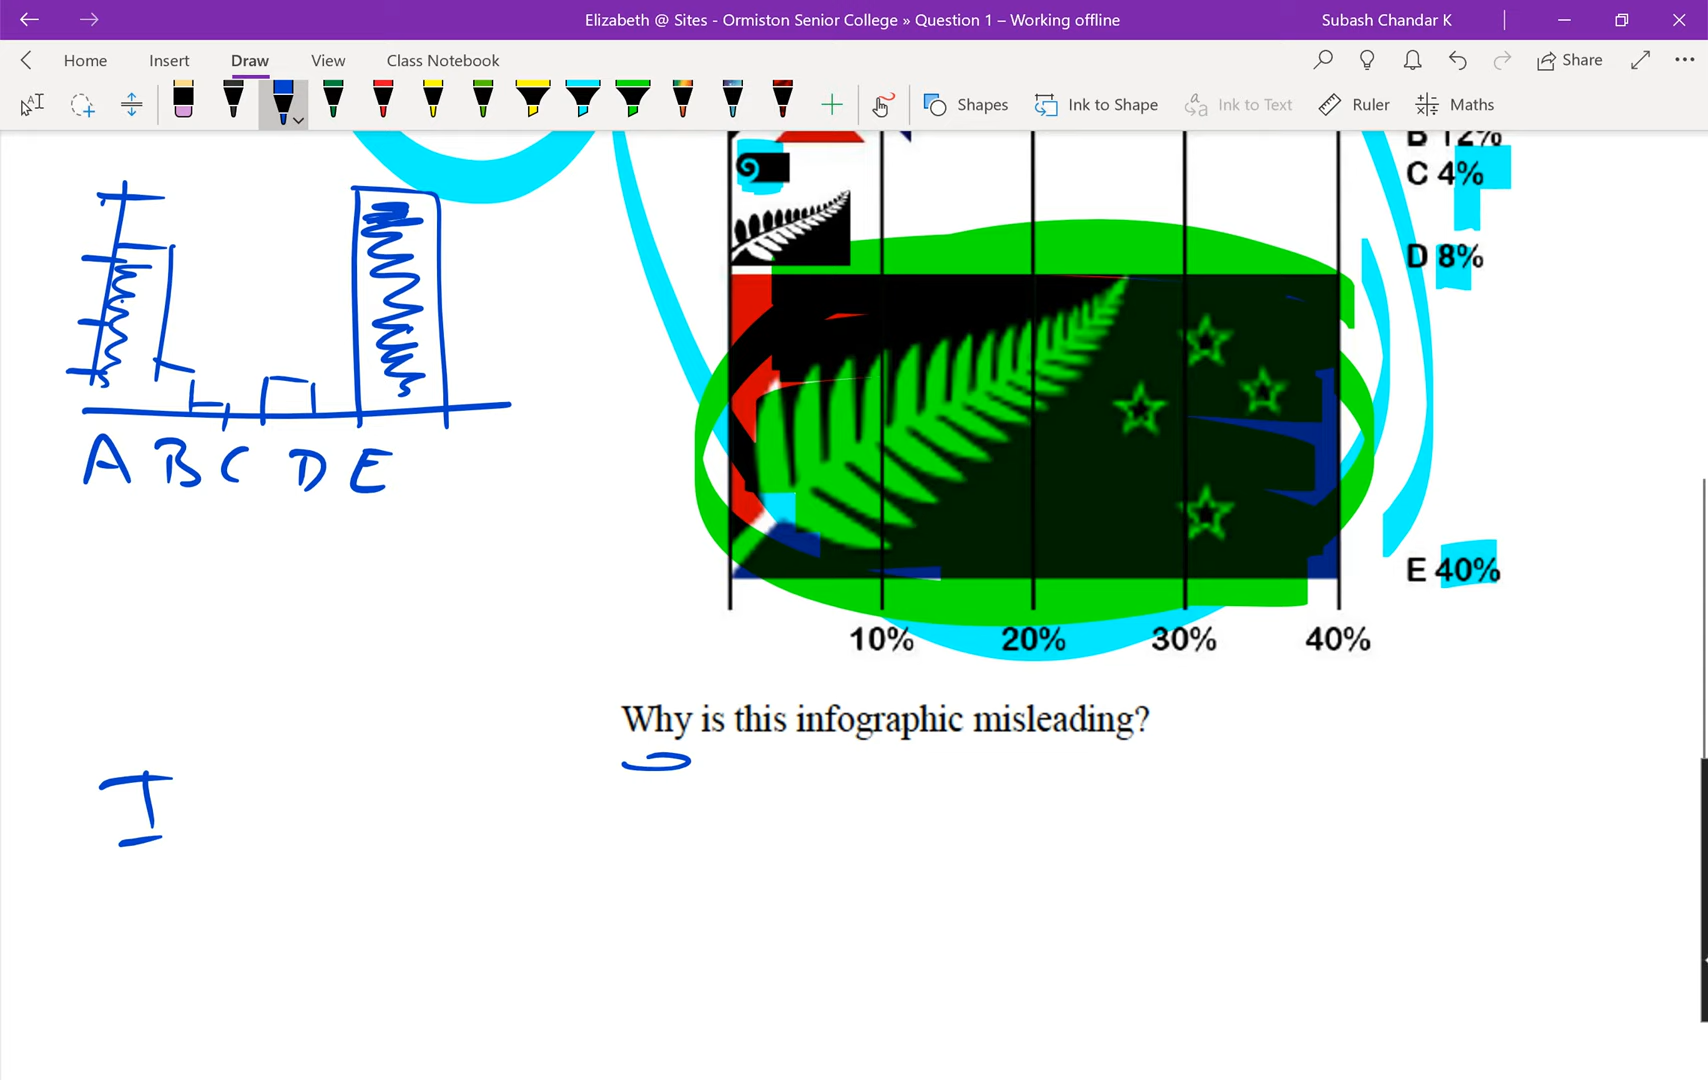 Elizabeth @ Sites - Ormiston Senior College » Question 1 – Working offline
Subash Chandar K
Home
Insert
Draw
View
Class Notebook
Share
Shapes
Ink to Shape
Ink to Text
Ruler
Maths
B 12%
C 4%
D 8%
E 40%
10% 20% 30% 40%
A B C D E
Why is this infographic misleading?
I